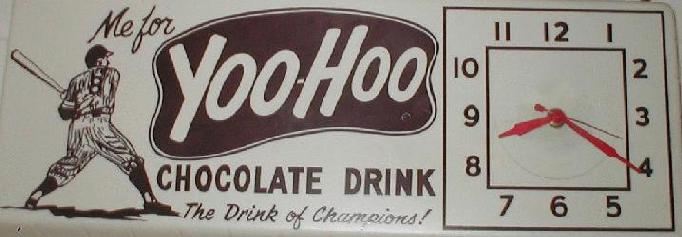 Me for
YOO-HOO
CHOCOLATE DRINK
The Drink of Champions!
8
11 12 1
10 2
9 3
8 4
7 6 5